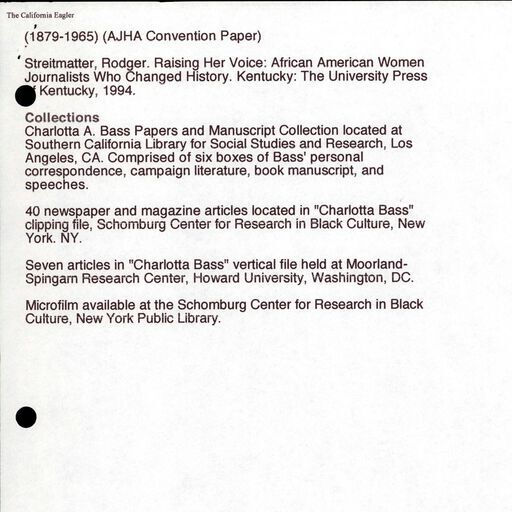 The California Eagler
(1879-1965) (AJHA Convention Paper)
Streitmatter, Rodger. Raising Her Voice: African American Women
Journalists Who Changed History. Kentucky: The University Press
of Kentucky, 1994.
Collections
Charlotta A. Bass Papers and Manuscript Collection located at
Southern California Library for Social Studies and Research, Los
Angeles, CA. Comprised of six boxes of Bass' personal
correspondence, campaign literature, book manuscript, and
speeches.
40 newspaper and magazine articles located in "Charlotta Bass"
clipping file, Schomburg Center for Research in Black Culture, New
York. NY.
Seven articles in "Charlotta Bass" vertical file held at Moorland-
Spingarn Research Center, Howard University, Washington, DC.
Microfilm available at the Schomburg Center for Research in Black
Culture, New York Public Library.